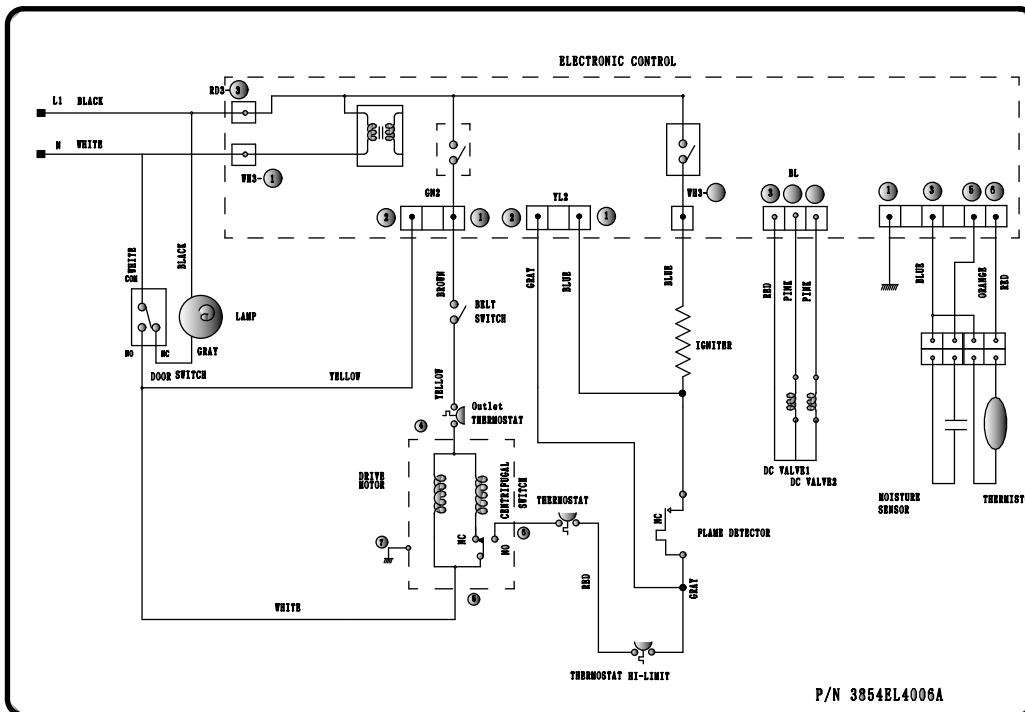 ELECTRONIC CONTROL
RD3- 3
L1 BLACK
N WHITE
WH3- 1
GN2
2
1
YL2
2
1
WH3-
BL
3
1
3
5
6
WHITE
BLACK
COM
NO
NC
DOOR SWITCH
LAMP
GRAY
YELLOW
BROWN
BELT
SWITCH
YELLOW
Outlet
THERMOSTAT
4
GRAY
BLUE
BLUE
IGNITER
RED
PINK
PINK
DC VALVE1
DC VALVE2
BLUE
ORANGE
RED
MOISTURE
SENSOR
THERMIST
DRIVE
MOTOR
CENTRIFUGAL
SWITCH
NC
NO
6
7
5
THERMOSTAT
RED
NC
FLAME DETECTOR
GRAY
WHITE
THERMOSTAT HI-LIMIT
P/N 3854EL4006A